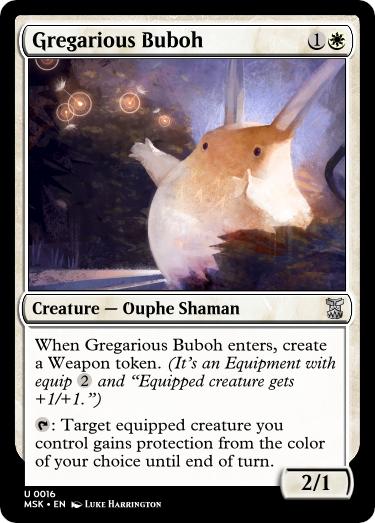 Gregarious Buboh 1
Creature — Ouphe Shaman
When Gregarious Buboh enters, create
a Weapon token. (It's an Equipment with
equip 2 and “Equipped creature gets
+1/+1.”)
: Target equipped creature you
control gains protection from the color
of your choice until end of turn.
2/1
U 0016
MSK • EN Luke Harrington